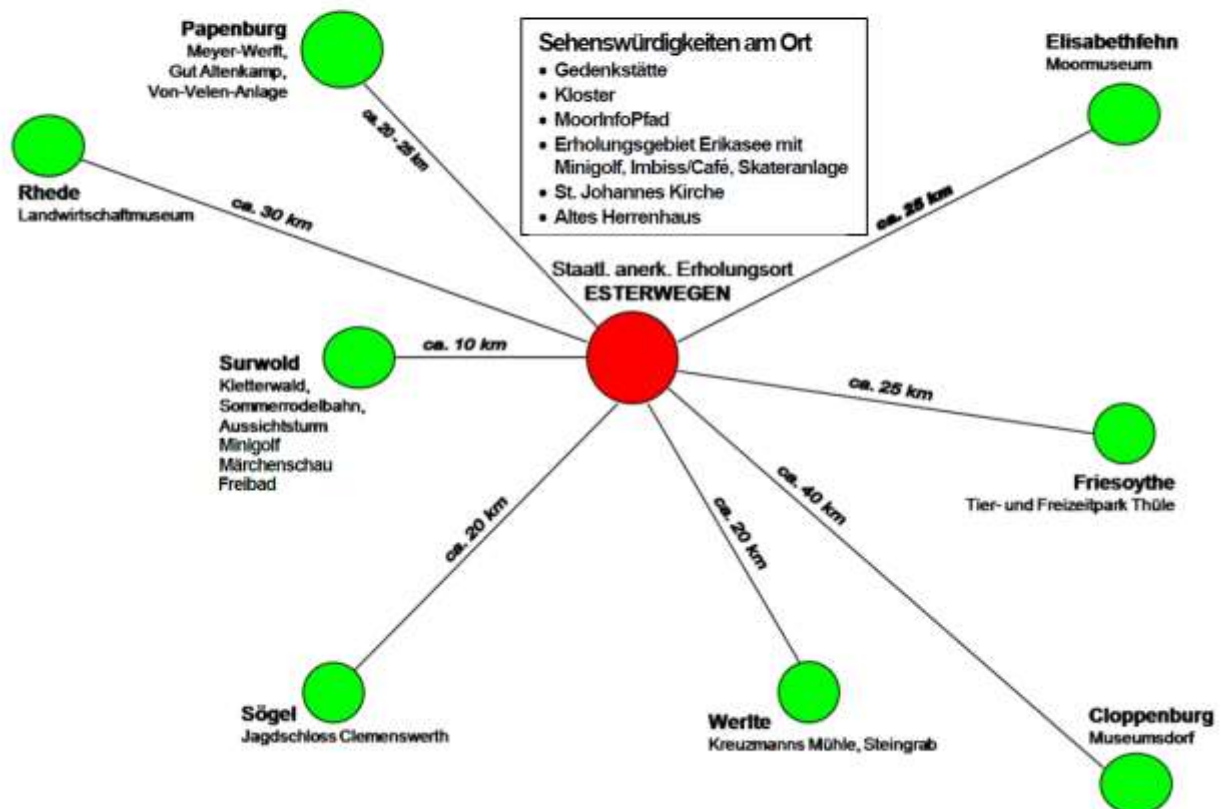 Papenburg
Meyer-Werft,
Gut Altenkamp,
Von-Velen-Anlage
Sehenswürdigkeiten am Ort
• Gedenkstätte
• Kloster
• MoorInfoPfad
• Erholungsgebiet Erikasee mit
Minigolf, Imbiss/Café, Skateranlage
• St. Johannes Kirche
• Altes Herrenhaus
Elisabethfehn
Moormuseum
ca. 20 - 25 km
Rhede
Landwirtschaftmuseum
ca. 30 km
ca. 25 km
Staatl. anerk. Erholungsort
ESTERWEGEN
ca. 10 km
Surwold
Kletterwald,
Sommerrodelbahn,
Aussichtsturm
Minigolf
Märchenschau
Freibad
ca. 25 km
Friesoythe
Tier- und Freizeitpark Thüle
ca. 20 km
ca. 20 km
ca. 40 km
Sögel
Jagdschloss Clemenswerth
Werlte
Kreuzmanns Mühle, Steingrab
Cloppenburg
Museumsdorf